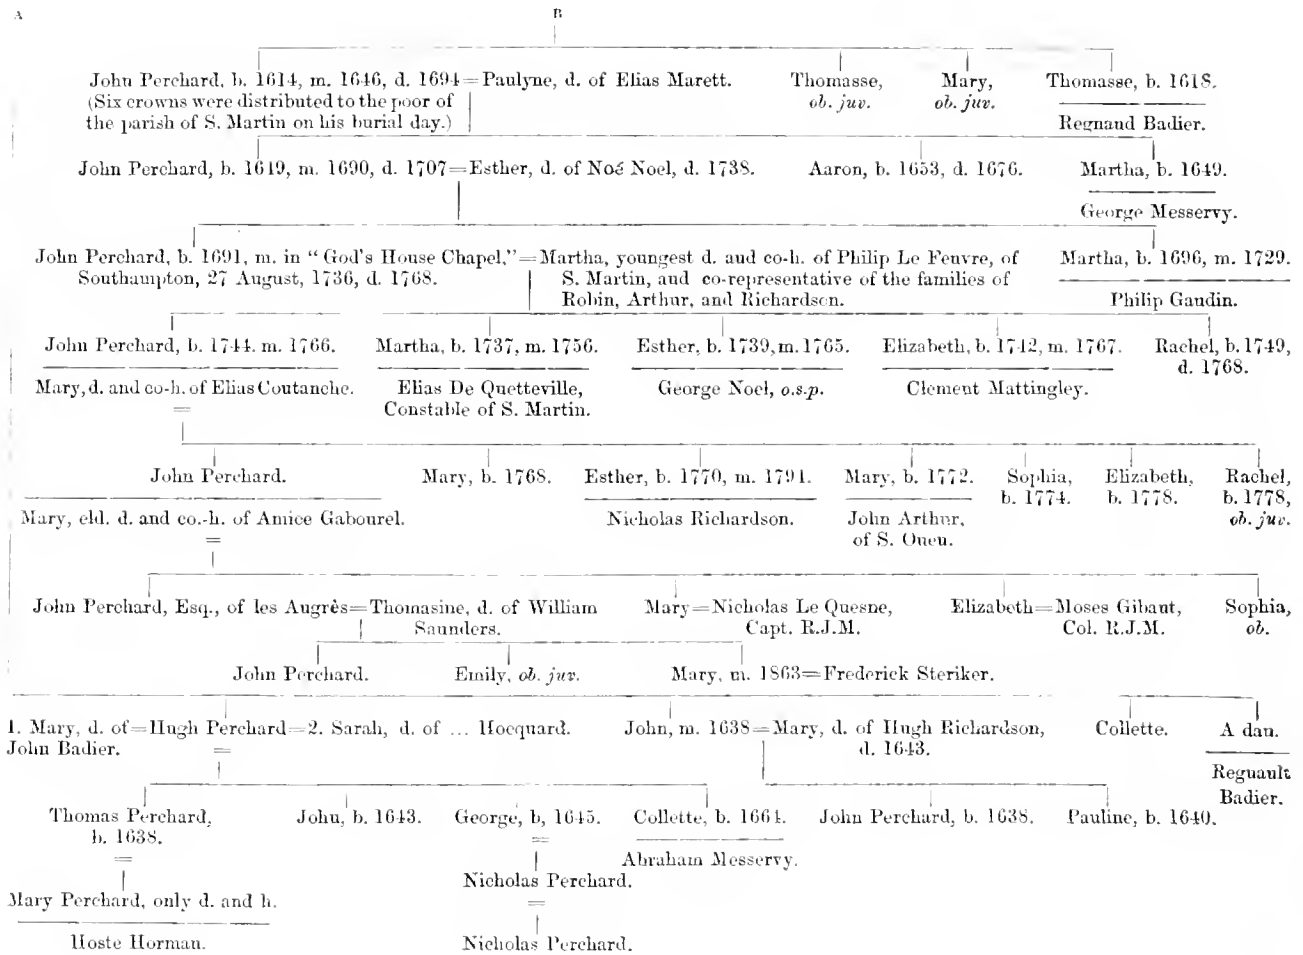 A
B
John Perchard, b. 1614, m. 1646, d. 1694=Paulyne, d. of Elias Marett.
(Six crowns were distributed to the poor of
the parish of S. Martin on his burial day.)
Thomasse,
ob. juv.
Mary,
ob. juv.
Thomasse, b. 1618.
Regnaud Badier.
John Perchard, b. 1649, m. 1690, d. 1707=Esther, d. of Noé Noel, d. 1738.
Aaron, b. 1653, d. 1676.
Martha, b. 1649.
George Messervy.
John Perchard, b. 1691, m. in "God's House Chapel,"=Martha, youngest d. and co-h. of Philip Le Feuvre, of
Southampton, 27 August, 1736, d. 1768.
S. Martin, and co-representative of the families of
Robin, Arthur, and Richardson.
Martha, b. 1696, m. 1729.
Philip Gaudin.
John Perchard, b. 1744. m. 1766.
Mary, d. and co-h. of Elias Coutanche.
=
Martha, b. 1737, m. 1756.
Elias De Quetteville,
Constable of S. Martin.
Esther, b. 1739, m. 1765.
George Noel, o.s.p.
Elizabeth, b. 1742, m. 1767.
Clement Mattingley.
Rachel, b. 1749,
d. 1768.
John Perchard.
Mary, eld. d. and co.-h. of Amice Gabourel.
=
Mary, b. 1768.
Esther, b. 1770, m. 1791.
Nicholas Richardson.
Mary, b. 1772.
John Arthur,
of S. Ouen.
Sophia,
b. 1774.
Elizabeth,
b. 1778.
Rachel,
b. 1778,
ob. juv.
John Perchard, Esq., of les Augrès=Thomasine, d. of William
Saunders.
Mary=Nicholas Le Quesne,
Capt. R.J.M.
Elizabeth=Moses Gibaut,
Col. R.J.M.
Sophia,
ob.
John Perchard.
Emily, ob. juv.
Mary, m. 1863=Frederick Steriker.
1. Mary, d. of=Hugh Perchard=2. Sarah, d. of ... Hocquard.
John Badier.
=
John, m. 1638=Mary, d. of Hugh Richardson,
d. 1643.
Collette.
A dau.
Regnault
Badier.
Thomas Perchard,
b. 1638.
=
Mary Perchard, only d. and h.
Hoste Horman.
John, b. 1643.
George, b, 1645.
=
Nicholas Perchard.
=
Nicholas Perchard.
Collette, b. 1664.
Abraham Messervy.
John Perchard, b. 1638.
Pauline, b. 1640.